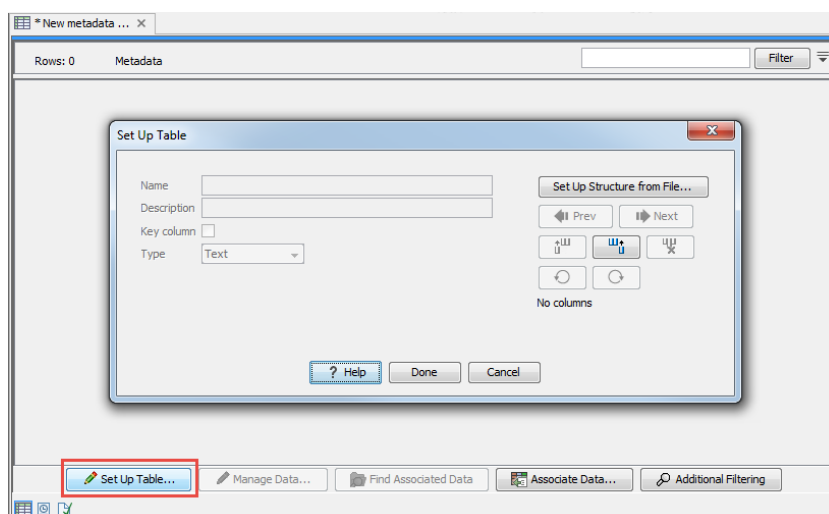 * New metadata ...
Rows: 0 Metadata Filter
Set Up Table
Name
Description
Key column
Type Text
Set Up Structure from File...
Prev Next
No columns
? Help Done Cancel
Set Up Table... Manage Data... Find Associated Data Associate Data... Additional Filtering